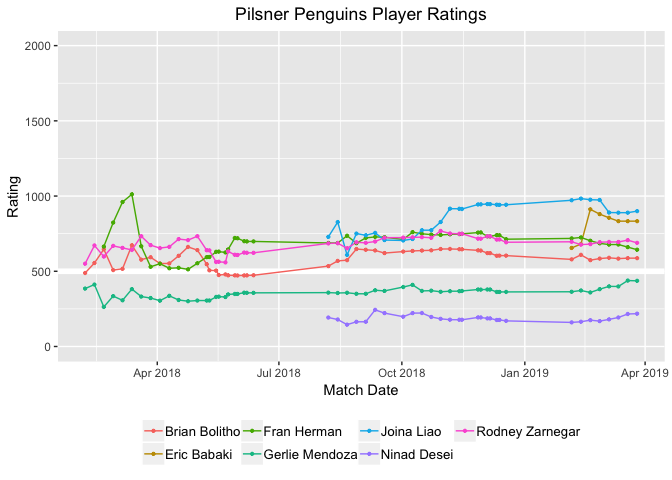 Pilsner Penguins Player Ratings
2000
1500
1000
500
0
Rating
Apr 2018 Jul 2018 Oct 2018 Jan 2019 Apr 2019
Match Date
Brian Bolitho Fran Herman Joina Liao Rodney Zarnegar
Eric Babaki Gerlie Mendoza Ninad Desei